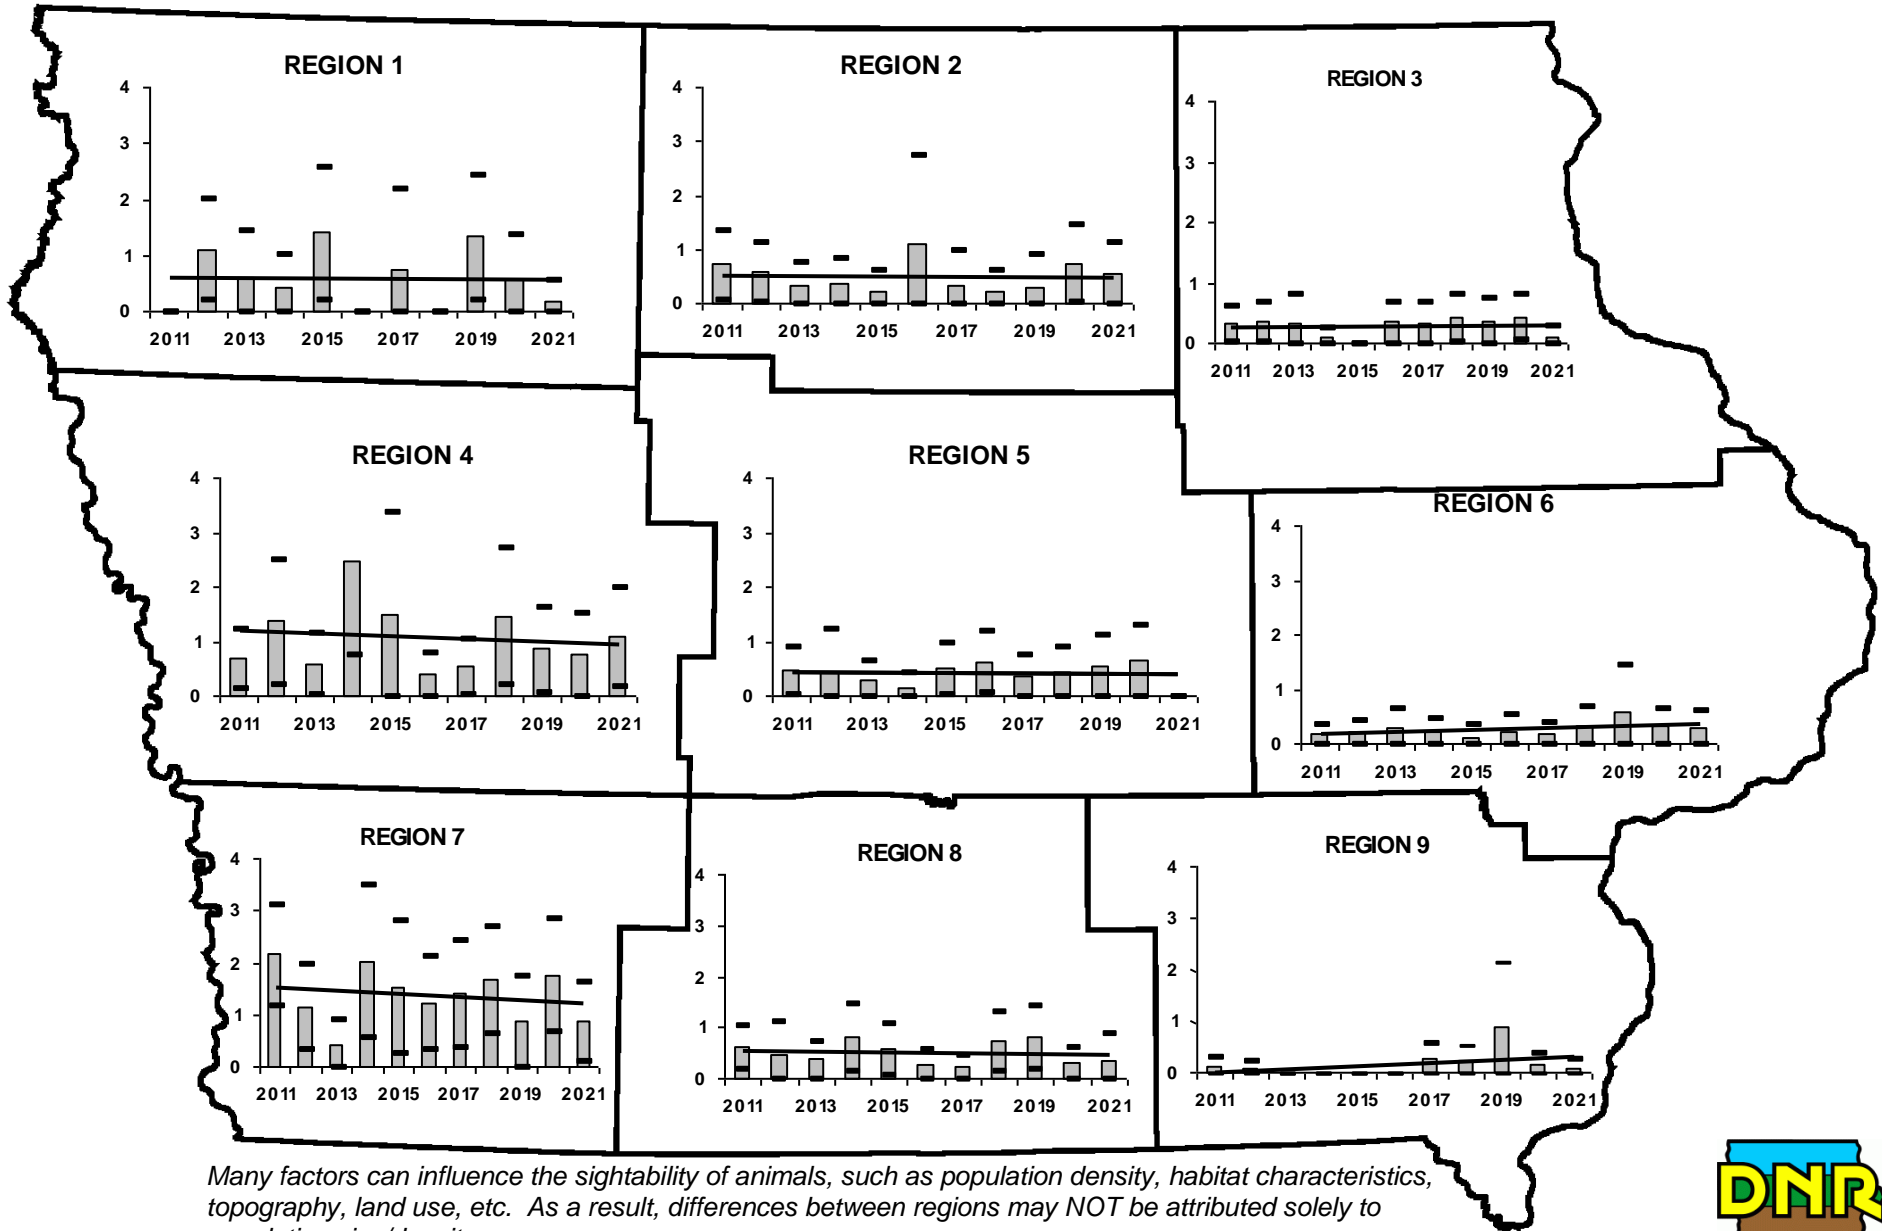 REGION 1
4
3
2
1
0
2011 2013 2015 2017 2019 2021
REGION 2
4
3
2
1
0
2011 2013 2015 2017 2019 2021
REGION 3
4
3
2
1
0
2011 2013 2015 2017 2019 2021
REGION 4
4
3
2
1
0
2011 2013 2015 2017 2019 2021
REGION 5
4
3
2
1
0
2011 2013 2015 2017 2019 2021
REGION 6
4
3
2
1
0
2011 2013 2015 2017 2019 2021
REGION 7
4
3
2
1
0
2011 2013 2015 2017 2019 2021
REGION 8
4
3
2
1
0
2011 2013 2015 2017 2019 2021
REGION 9
4
3
2
1
0
2011 2013 2015 2017 2019 2021
Many factors can influence the sightability of animals, such as population density, habitat characteristics,
topography, land use, etc. As a result, differences between regions may NOT be attributed solely to
DNR